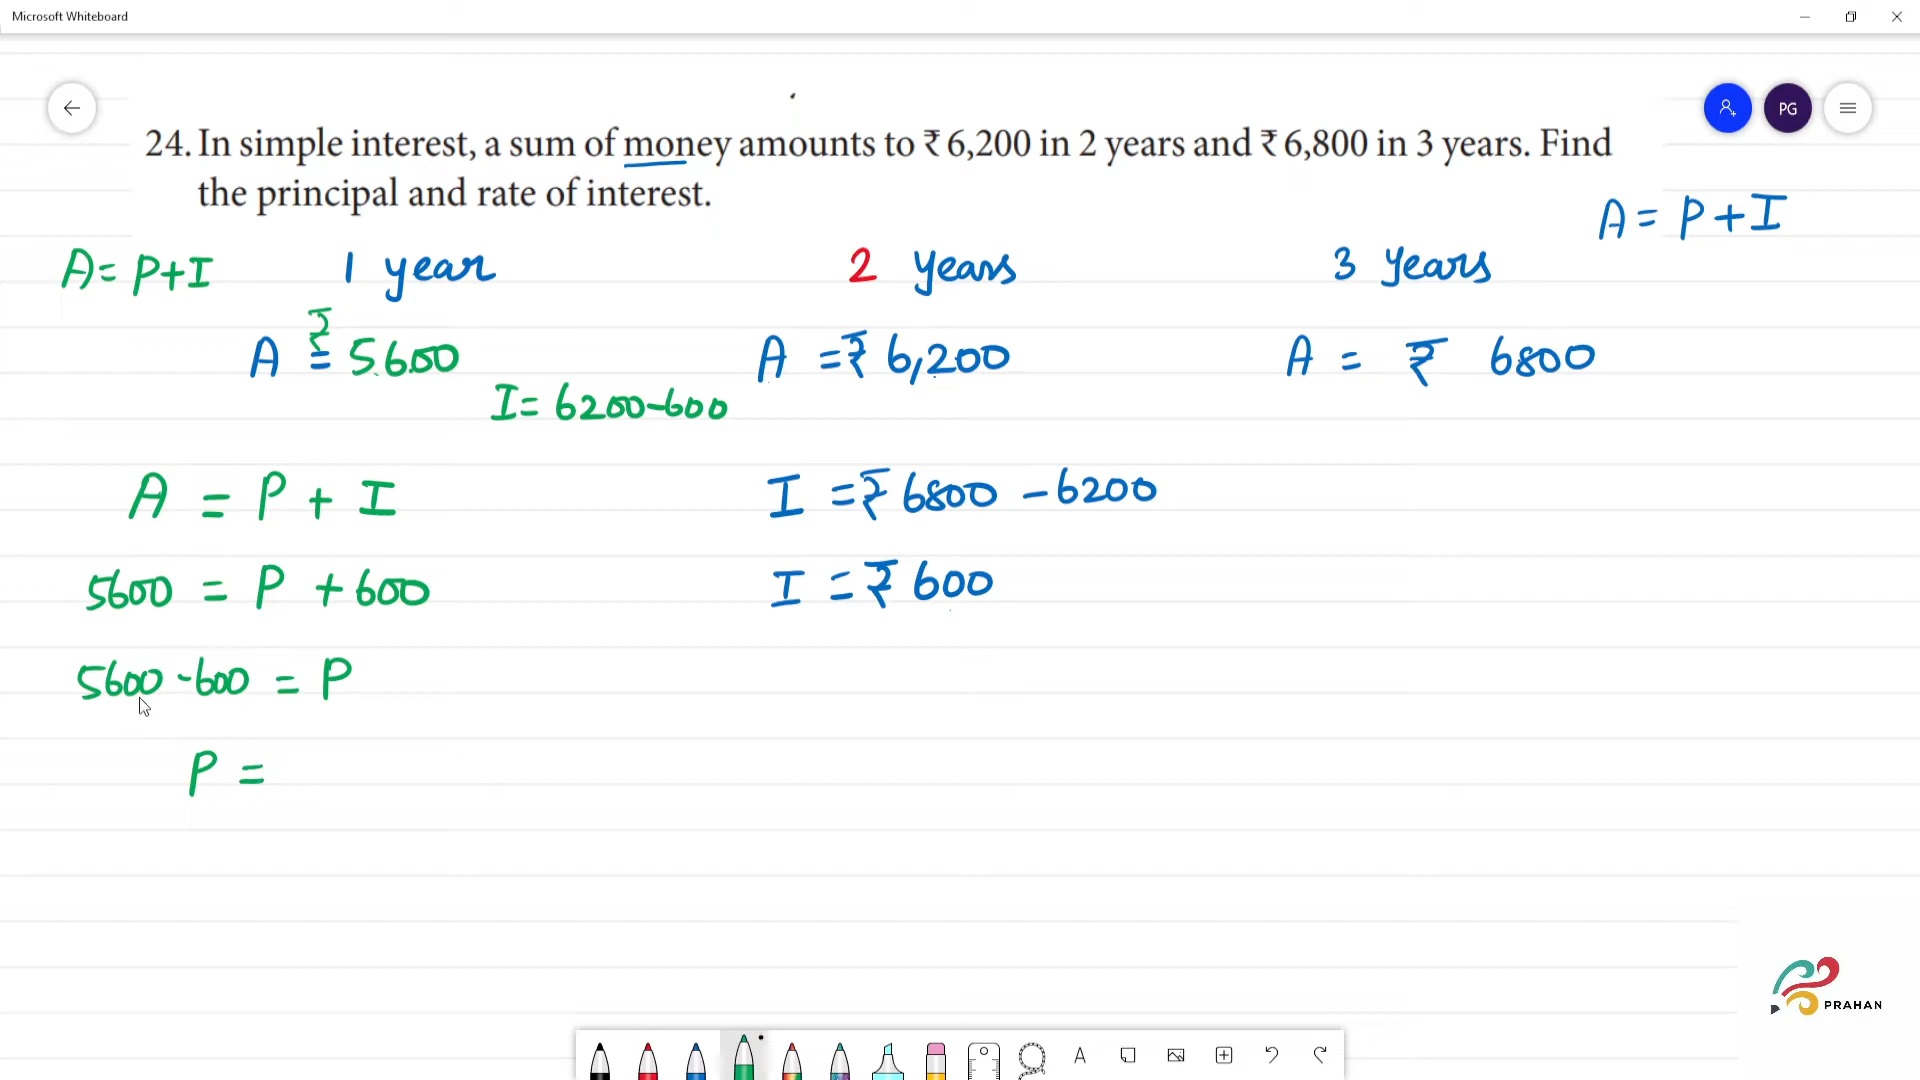 Microsoft Whiteboard
PG
24. In simple interest, a sum of money amounts to ₹ 6,200 in 2 years and ₹ 6,800 in 3 years. Find
the principal and rate of interest.
A = P + I
A = P + I
1 year
2 years
3 years
A = ₹ 5600
A = ₹ 6,200
A = ₹ 6800
I = 6200 - 600
A = P + I
I = ₹ 6800 - 6200
5600 = P + 600
I = ₹ 600
5600 - 600 = P
P =
PRAHAN
A